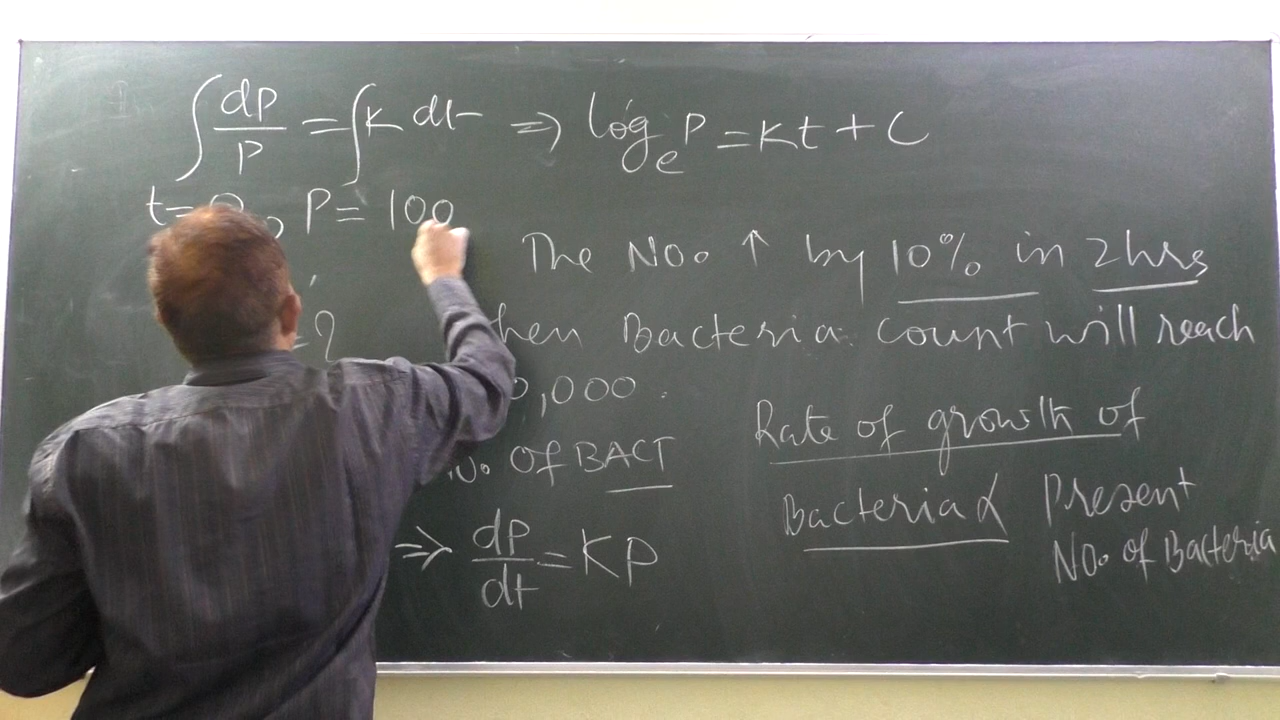 ∫ dP/P = ∫ K dt ⇒ log_e P = Kt + C
t=0, P = 100
The No. ↑ by 10% in 2hrs
=? Bacteria count will reach
,000.
Rate of growth of
of BACT
Bacteria ∝ Present
No. of Bacteria
⇒ dP/dt = KP